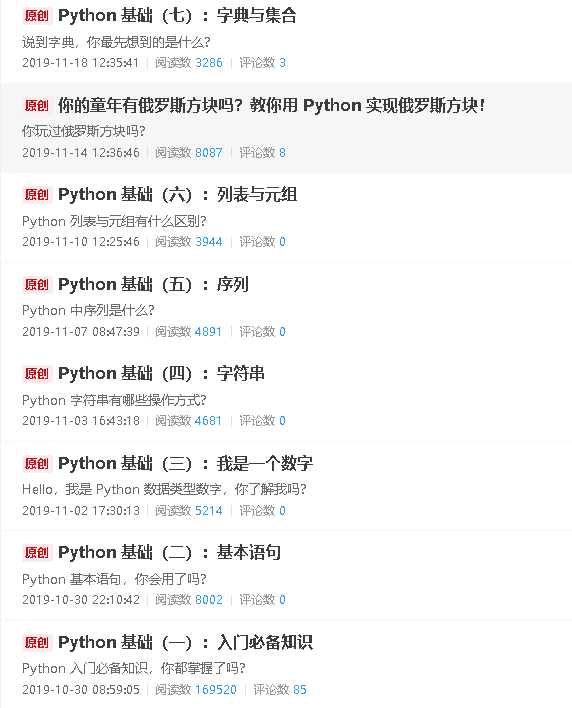 原创 Python 基础（七）：字典与集合
说到字典，你最先想到的是什么?
2019-11-18 12:35:41 阅读数 3286 评论数 3
原创 你的童年有俄罗斯方块吗？教你用 Python 实现俄罗斯方块！
你玩过俄罗斯方块吗?
2019-11-14 12:36:46 阅读数 8087 评论数 8
原创 Python 基础（六）：列表与元组
Python 列表与元组有什么区别?
2019-11-10 12:25:46 阅读数 3944 评论数 0
原创 Python 基础（五）：序列
Python 中序列是什么?
2019-11-07 08:47:39 阅读数 4891 评论数 0
原创 Python 基础（四）：字符串
Python 字符串有哪些操作方式?
2019-11-03 16:43:18 阅读数 4681 评论数 0
原创 Python 基础（三）：我是一个数字
Hello，我是 Python 数据类型数字，你了解我吗?
2019-11-02 17:30:13 阅读数 5214 评论数 0
原创 Python 基础（二）：基本语句
Python 基本语句，你会用了吗?
2019-10-30 22:10:42 阅读数 8002 评论数 0
原创 Python 基础（一）：入门必备知识
Python 入门必备知识，你都掌握了吗?
2019-10-30 08:59:05 阅读数 169520 评论数 85